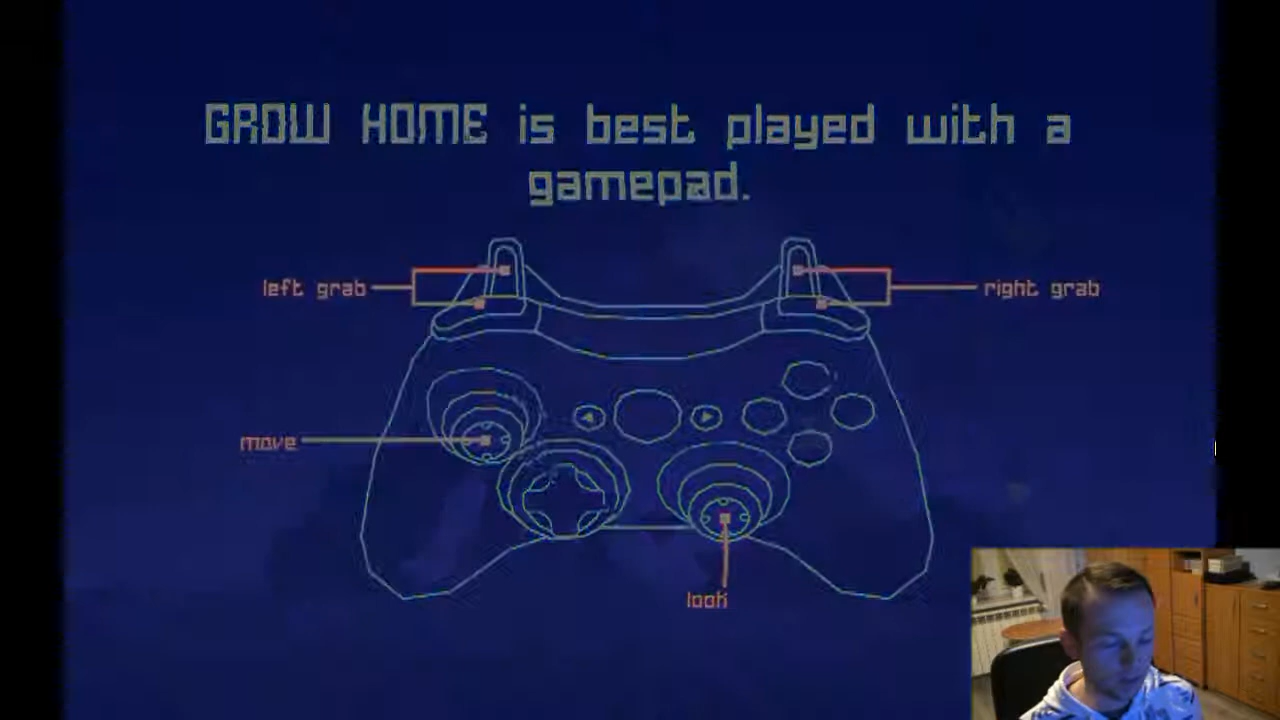 GROW HOME is best played with a
gamepad.
left grab
right grab
move
look